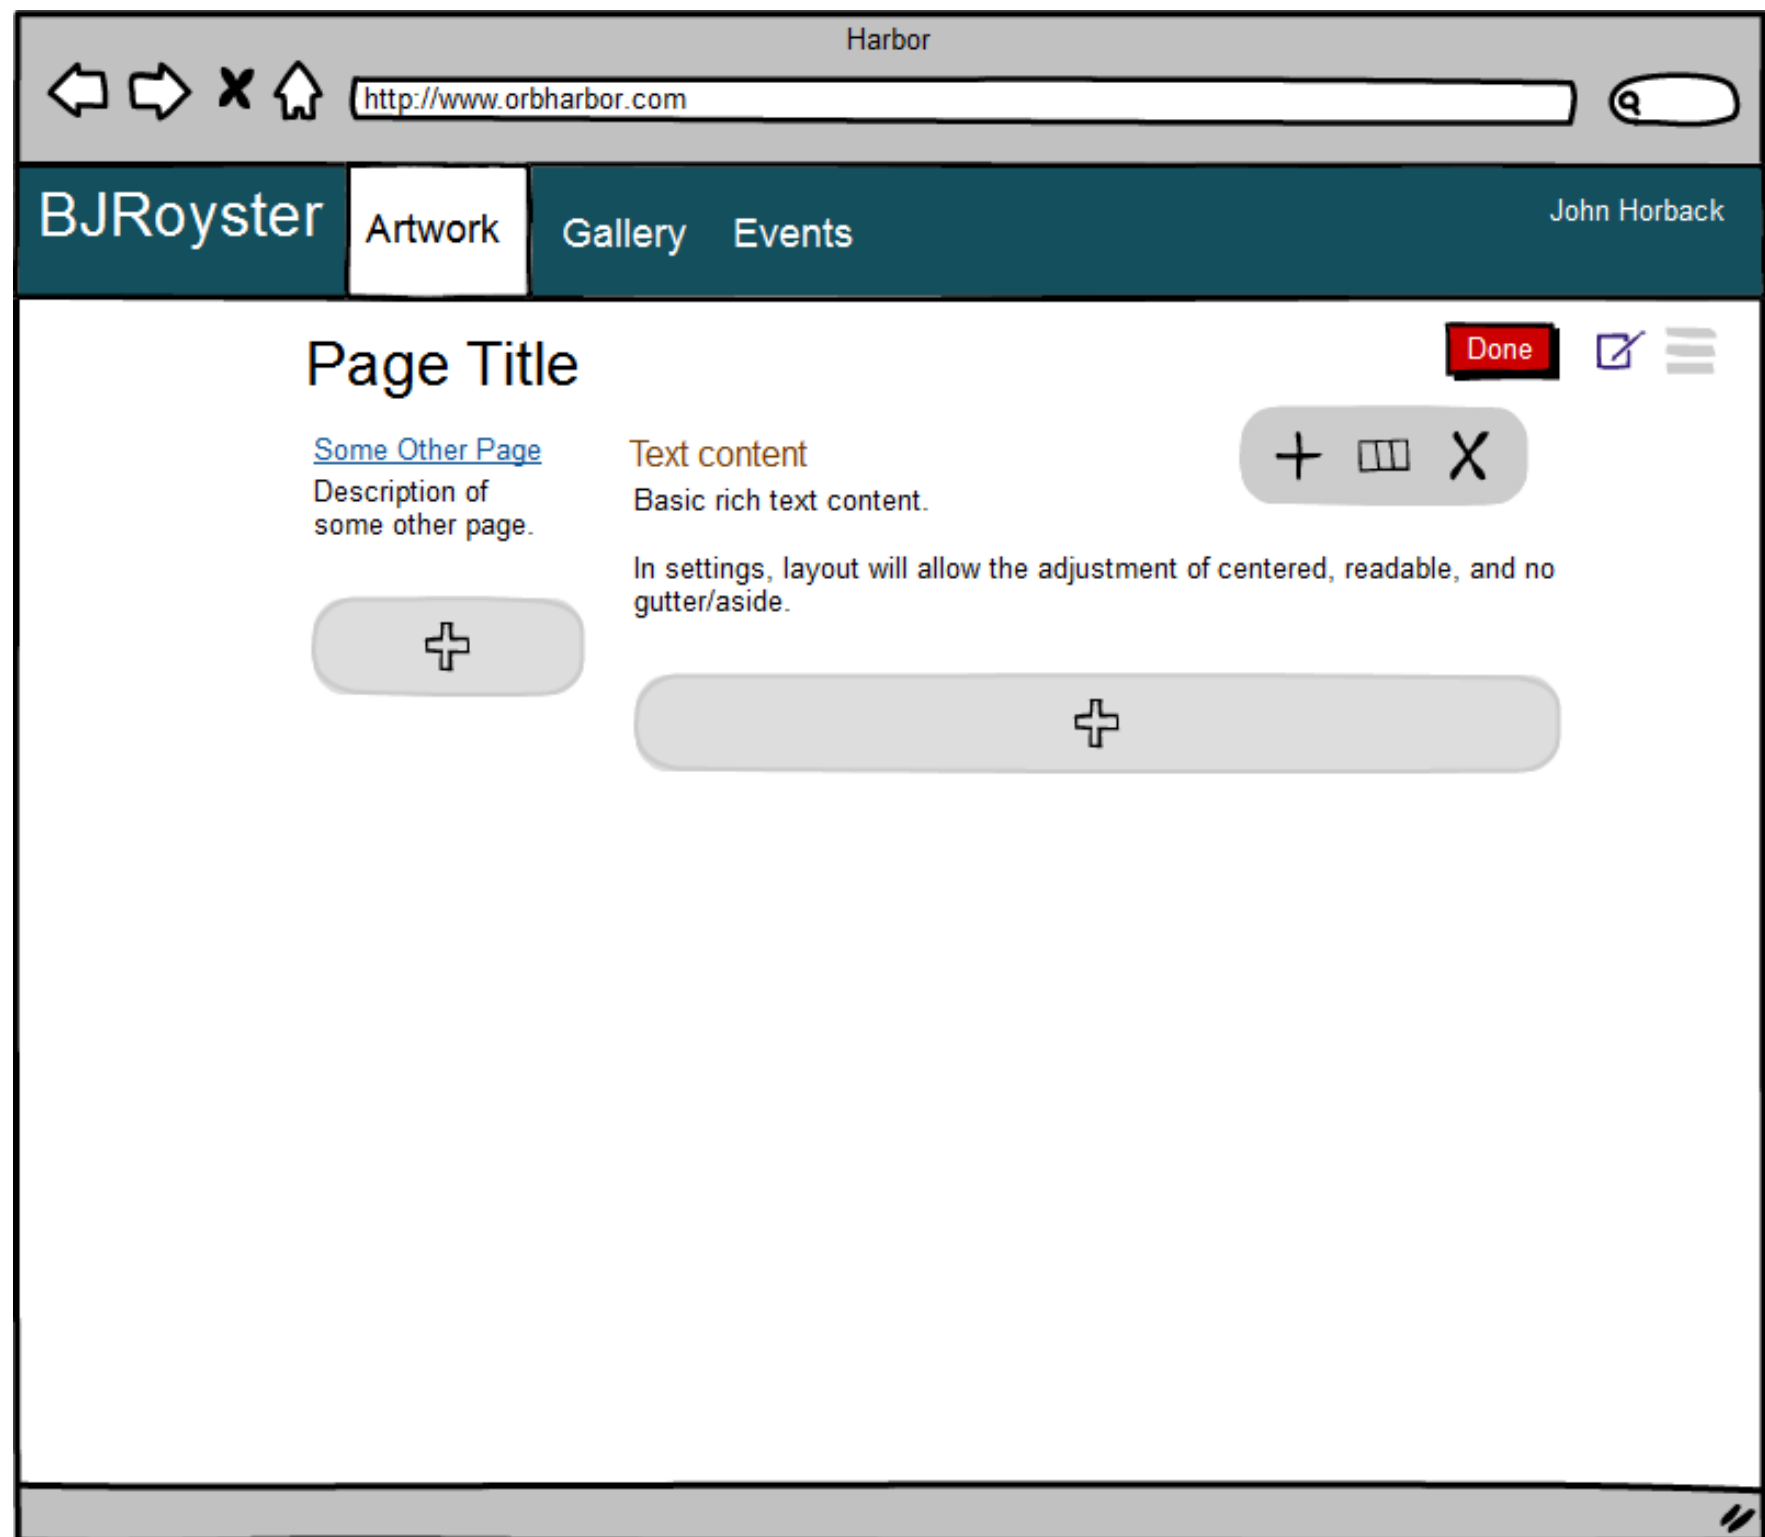 Harbor
http://www.orbharbor.com
BJRoyster
Artwork
Gallery
Events
John Horback
Page Title
Done
Some Other Page
Description of
some other page.
Text content
Basic rich text content.
In settings, layout will allow the adjustment of centered, readable, and no
gutter/aside.